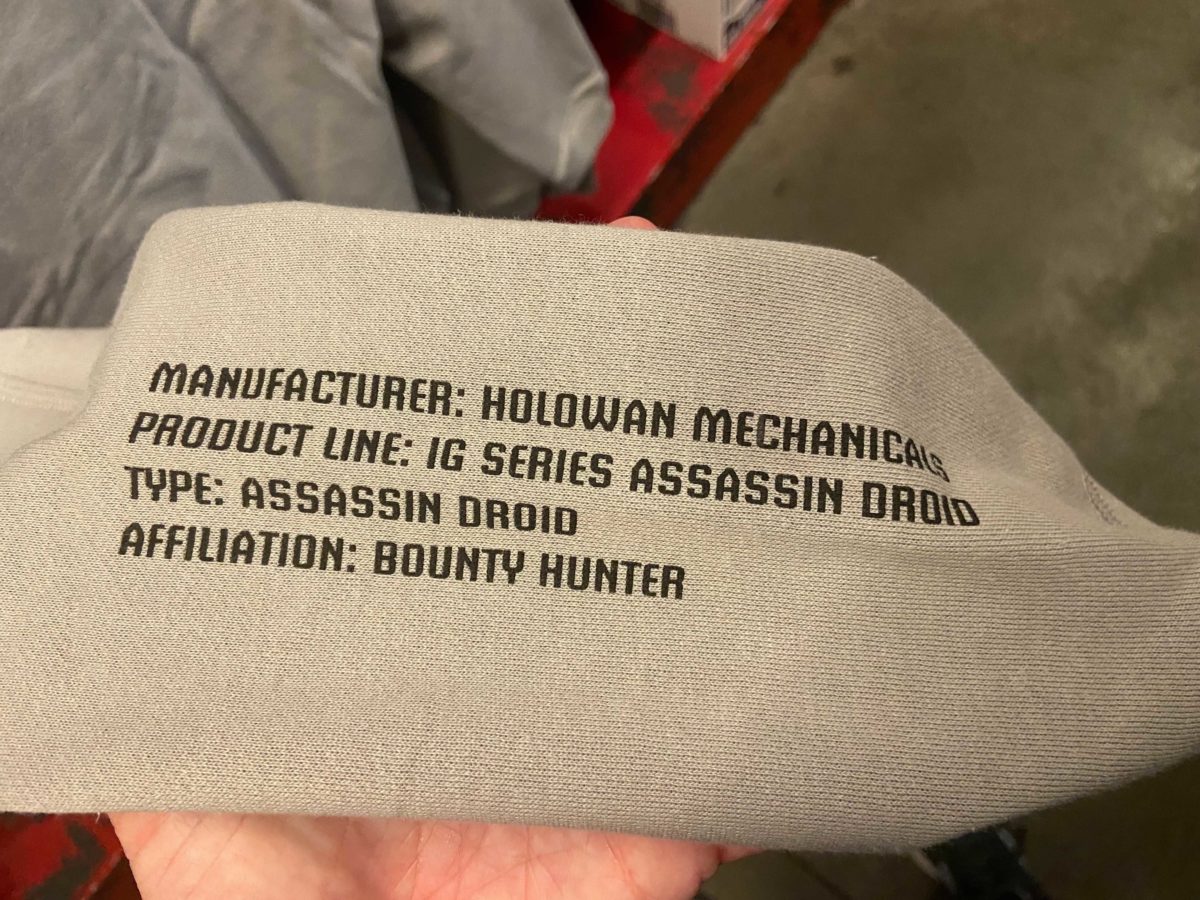 MANUFACTURER: HOLOWAN MECHANICALS
PRODUCT LINE: IG SERIES ASSASSIN DROID
TYPE: ASSASSIN DROID
AFFILIATION: BOUNTY HUNTER